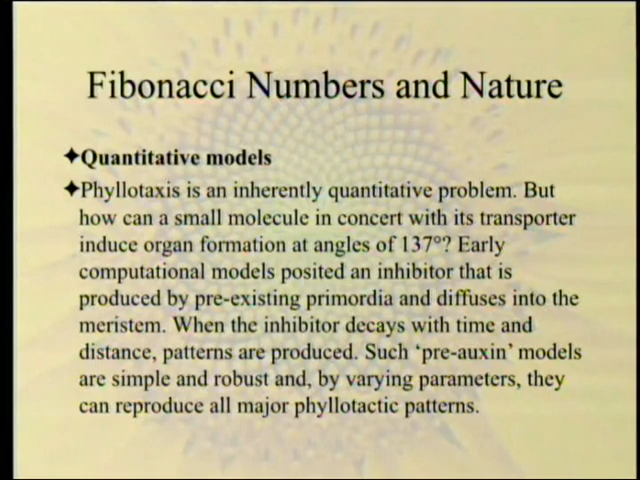 Fibonacci Numbers and Nature
✦Quantitative models
✦Phyllotaxis is an inherently quantitative problem. But
how can a small molecule in concert with its transporter
induce organ formation at angles of 137°? Early
computational models posited an inhibitor that is
produced by pre-existing primordia and diffuses into the
meristem. When the inhibitor decays with time and
distance, patterns are produced. Such ‘pre-auxin’ models
are simple and robust and, by varying parameters, they
can reproduce all major phyllotactic patterns.